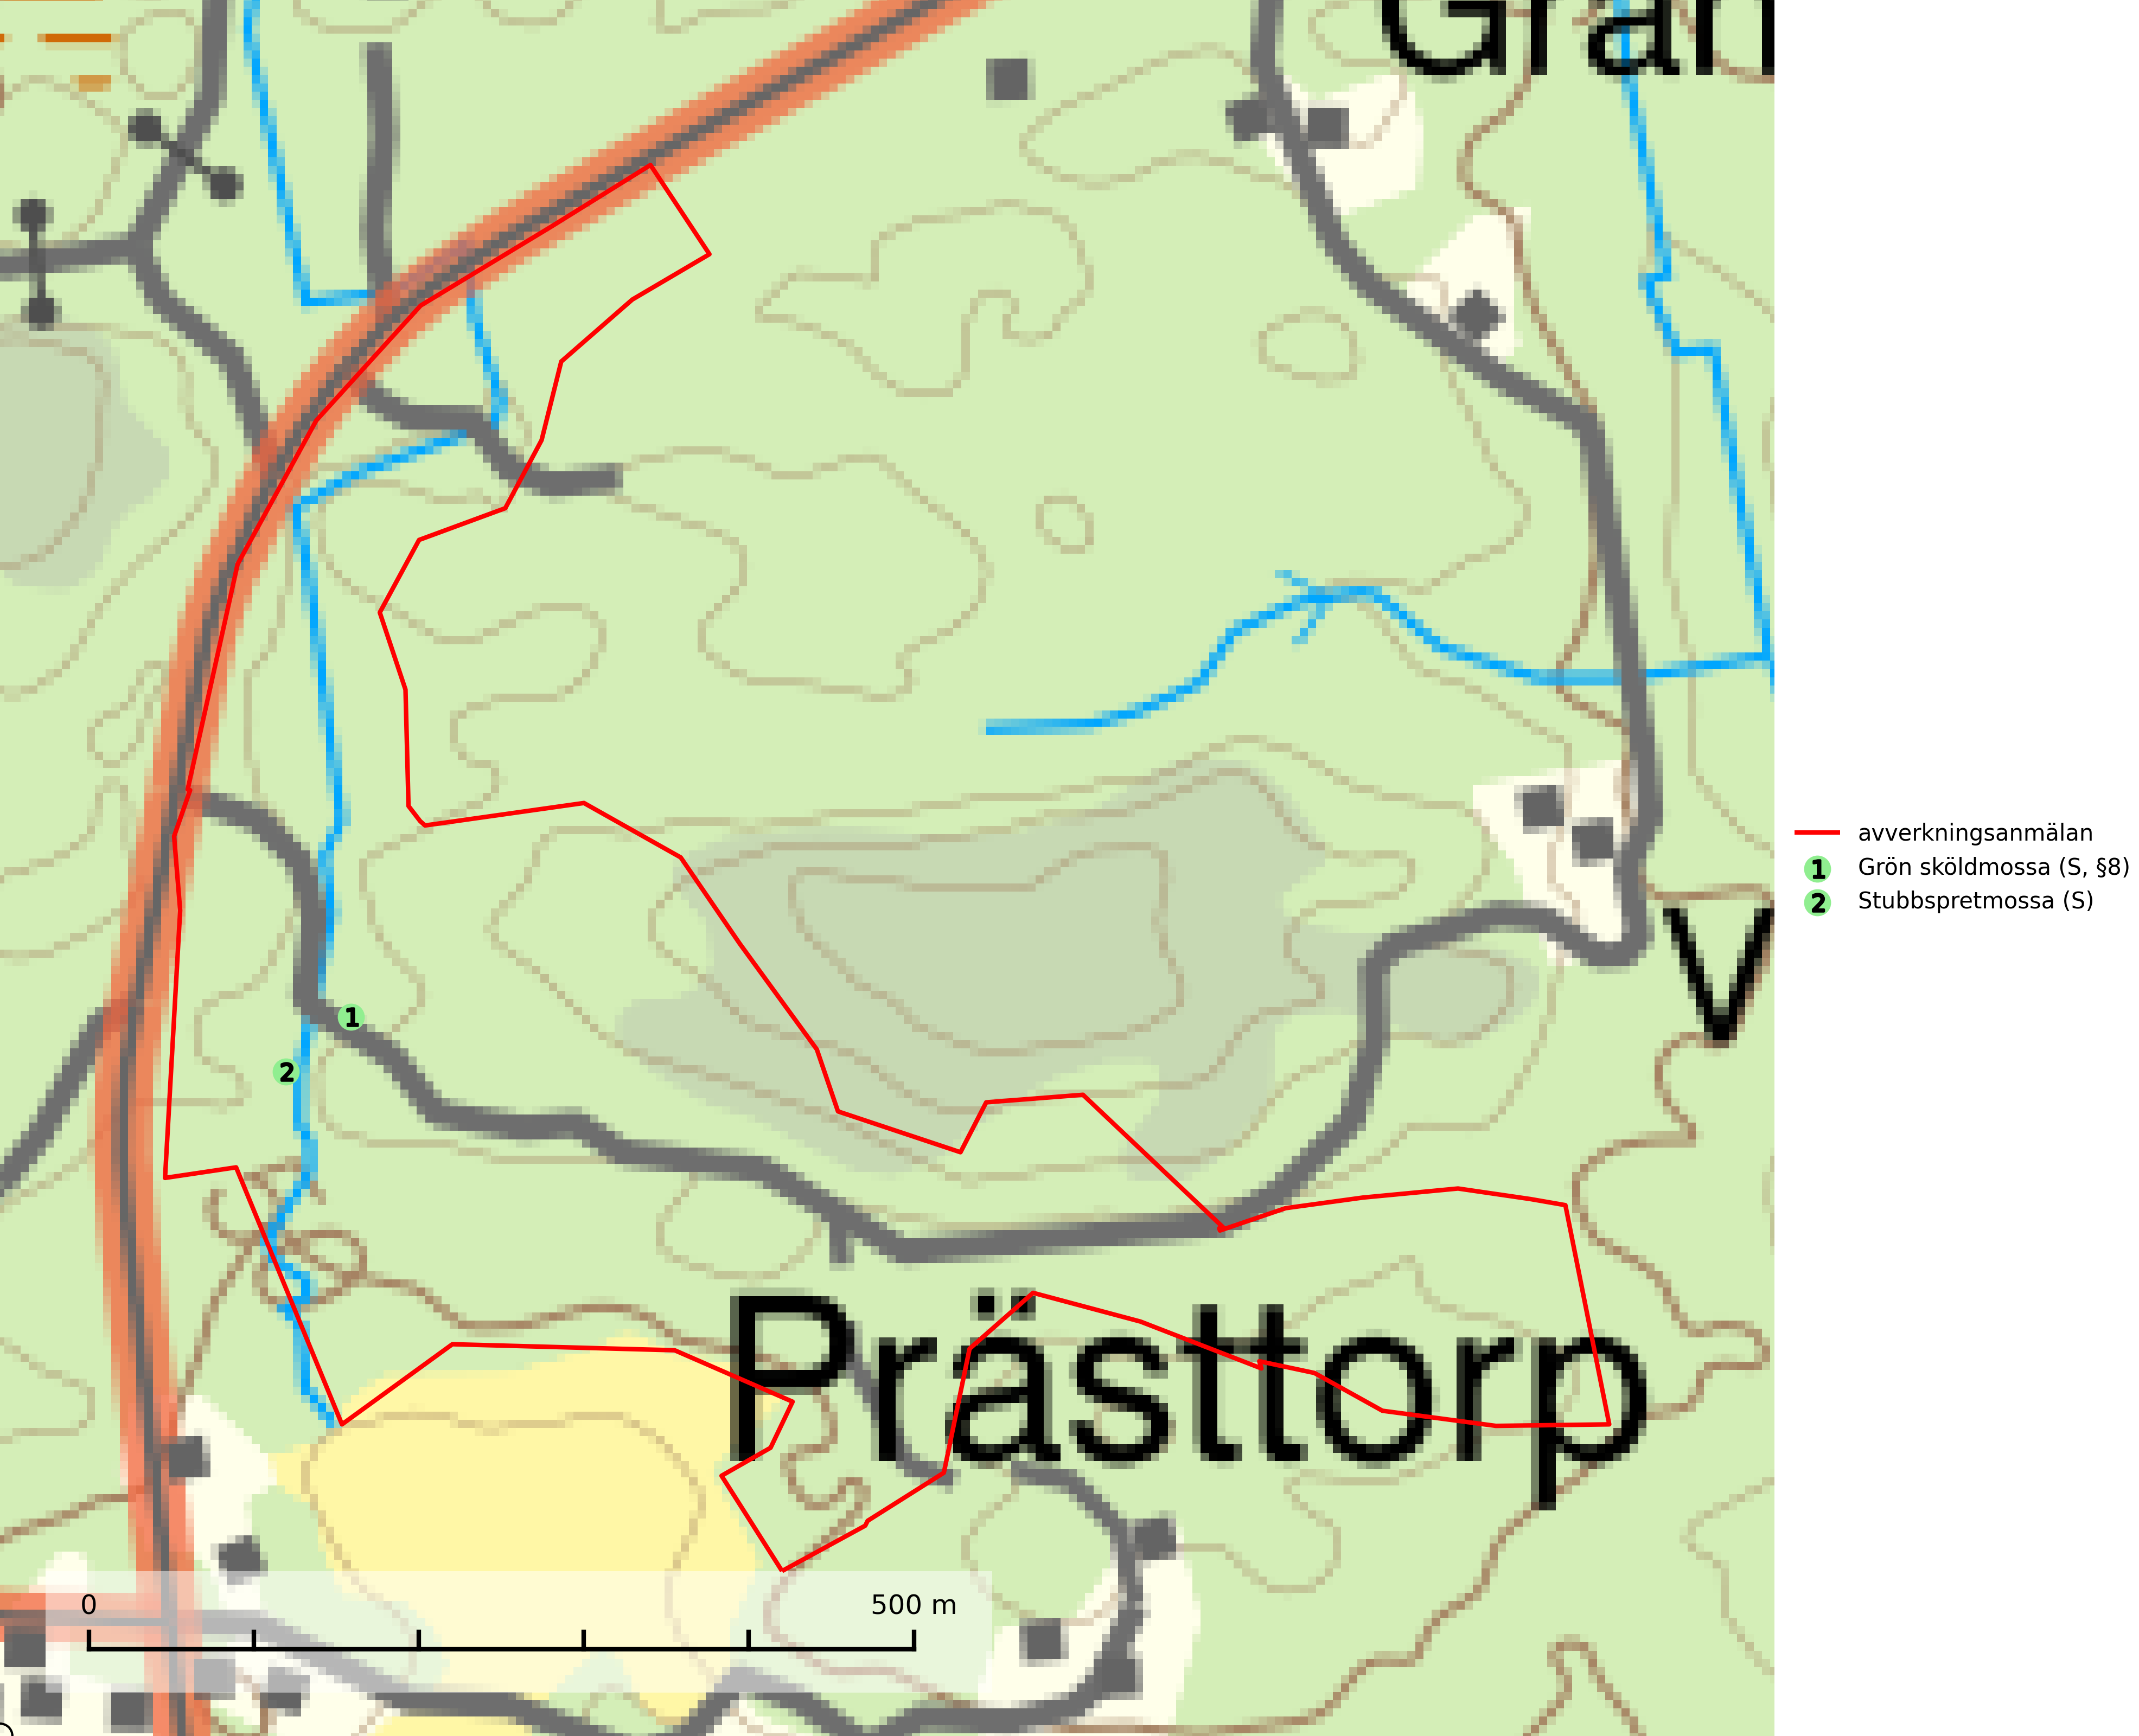 Prästtorp
0 500 m
avverkningsanmälan
1 Grön sköldmossa (S, §8)
2 Stubbspretmossa (S)
1
2